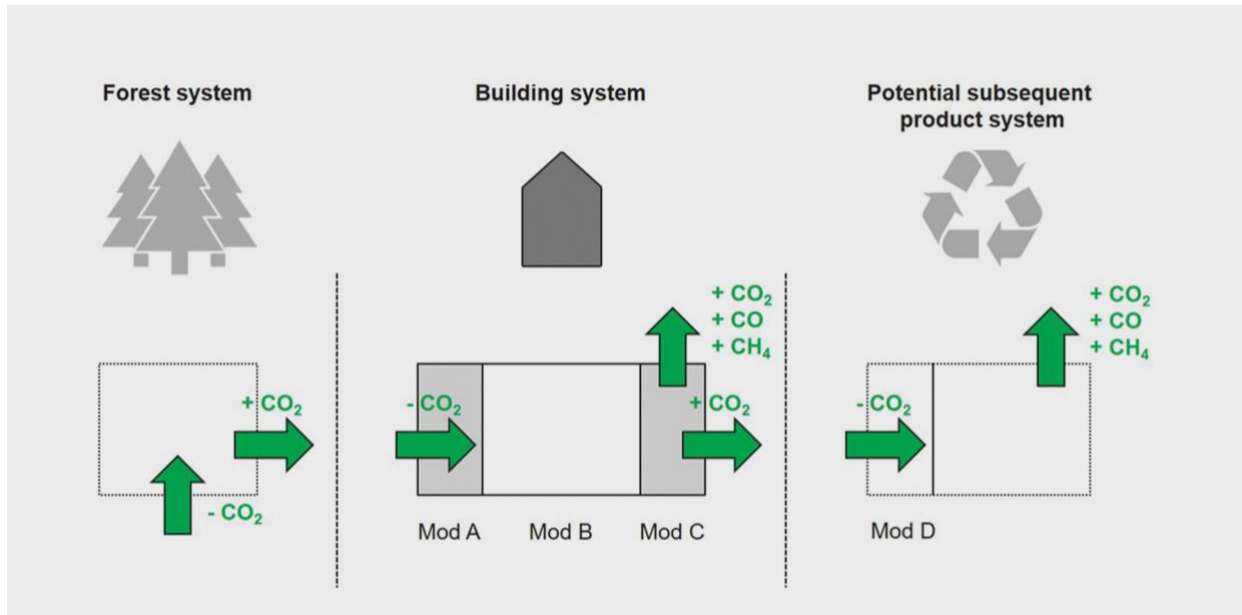 Forest system
Building system
Potential subsequent
product system
+ CO₂
- CO₂
- CO₂
+ CO₂
+ CO
+ CH₄
+ CO₂
Mod A
Mod B
Mod C
+ CO₂
+ CO
+ CH₄
- CO₂
Mod D